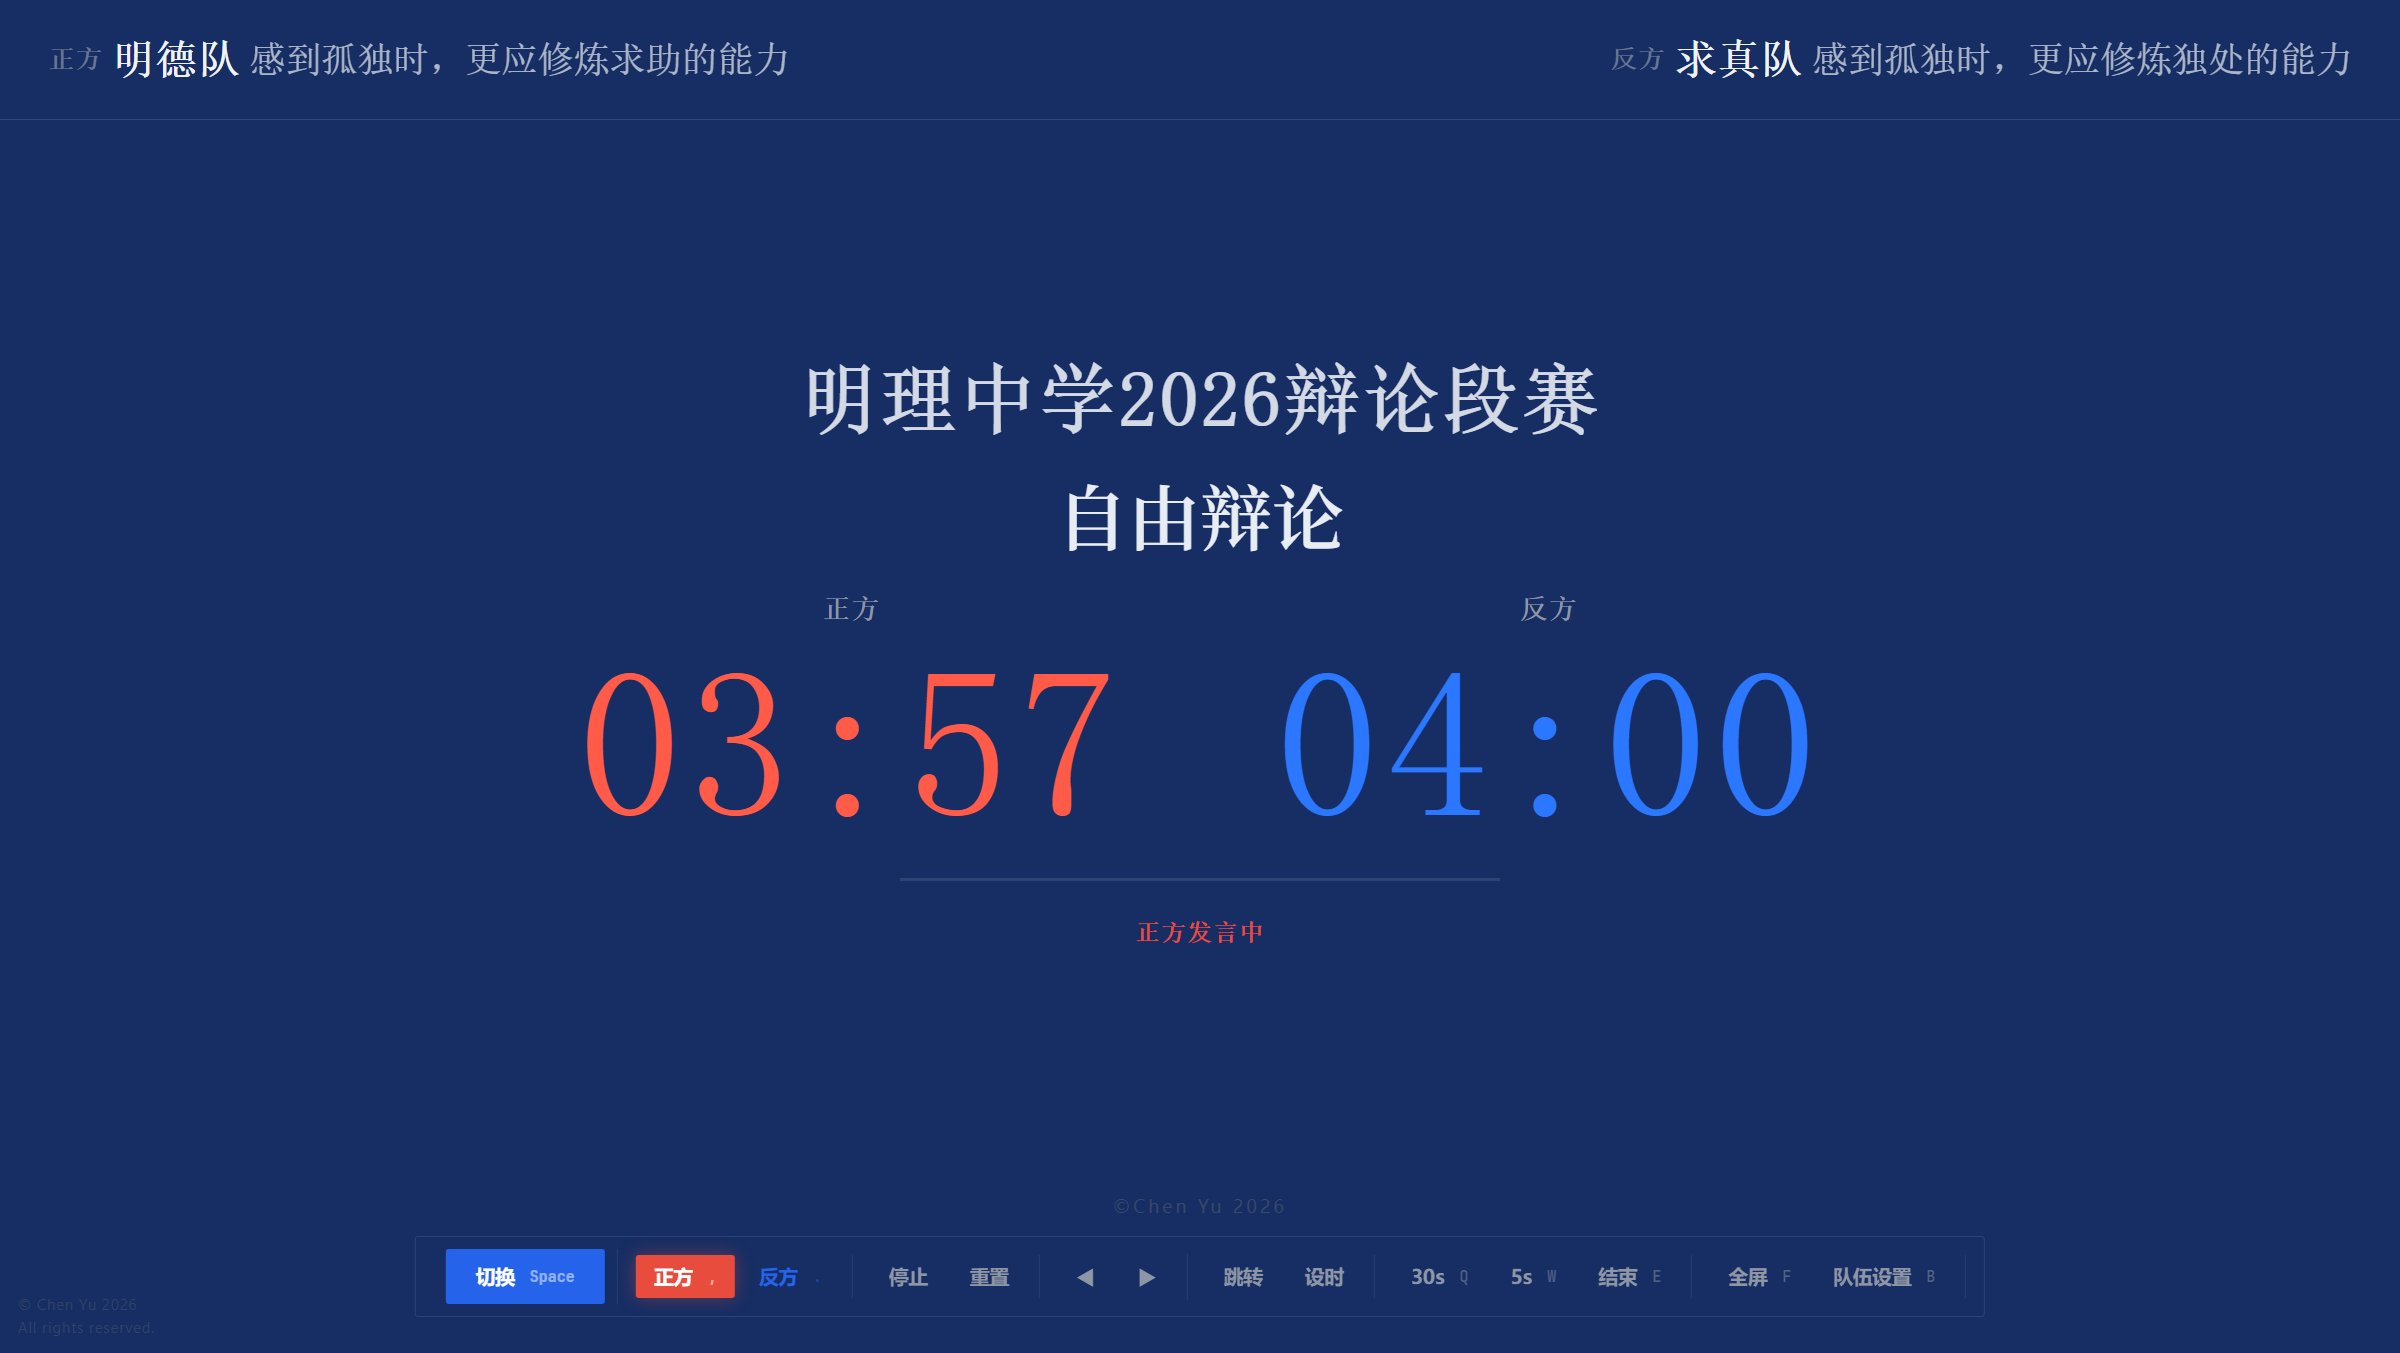 正方 明德队 感到孤独时，更应修炼求助的能力
反方 求真队 感到孤独时，更应修炼独处的能力
明理中学2026辩论段赛
自由辩论
正方
反方
03:57
04:00
正方发言中
©Chen Yu 2026
切换 Space 正方 , 反方 . 停止 重置 ◀ ▶ 跳转 设时 30s Q 5s W 结束 E 全屏 F 队伍设置 B
© Chen Yu 2026
All rights reserved.